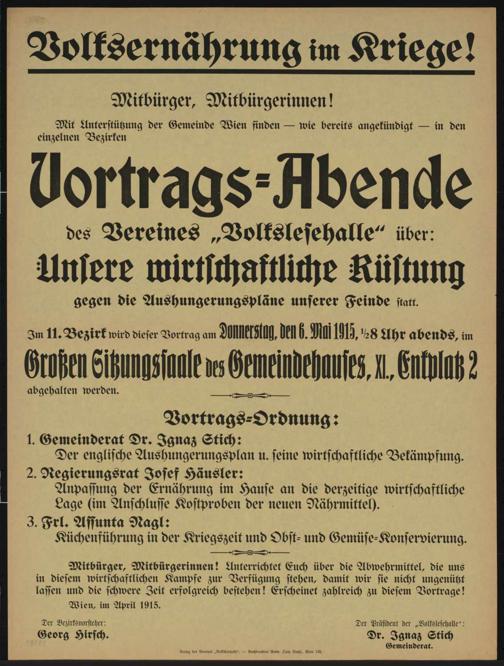 Volksernährung im Kriege!
Mitbürger, Mitbürgerinnen!
Mit Unterstützung der Gemeinde Wien finden — wie bereits angekündigt — in den
einzelnen Bezirken
Vortrags-Abende
des Vereines „Volkslesehalle“ über:
Unsere wirtschaftliche Rüstung
gegen die Aushungerungspläne unserer Feinde statt.
Im 11. Bezirk wird dieser Vortrag am Donnerstag, den 6. Mai 1915, ½8 Uhr abends, im
Großen Sitzungssaale des Gemeindehauses, XI., Enkplatz 2
abgehalten werden.
Vortrags-Ordnung:
1. Gemeinderat Dr. Ignaz Stich:
Der englische Aushungerungsplan u. seine wirtschaftliche Bekämpfung.
2. Regierungsrat Josef Häusler:
Anpassung der Ernährung im Hause an die derzeitige wirtschaftliche
Lage (im Anschlusse Kostproben der neuen Nährmittel).
3. Frl. Assunta Nagl:
Küchenführung in der Kriegszeit und Obst- und Gemüse-Konservierung.
Mitbürger, Mitbürgerinnen! Unterrichtet Euch über die Abwehrmittel, die uns
in diesem wirtschaftlichen Kampfe zur Verfügung stehen, damit wir sie nicht ungenützt
lassen und die schwere Zeit erfolgreich bestehen! Erscheinet zahlreich zu diesem Vortrage!
Wien, im April 1915.
Der Bezirksvorsteher:
Georg Hirsch.
Der Präsident der „Volkslesehalle“:
Dr. Ignaz Stich
Gemeinderat.